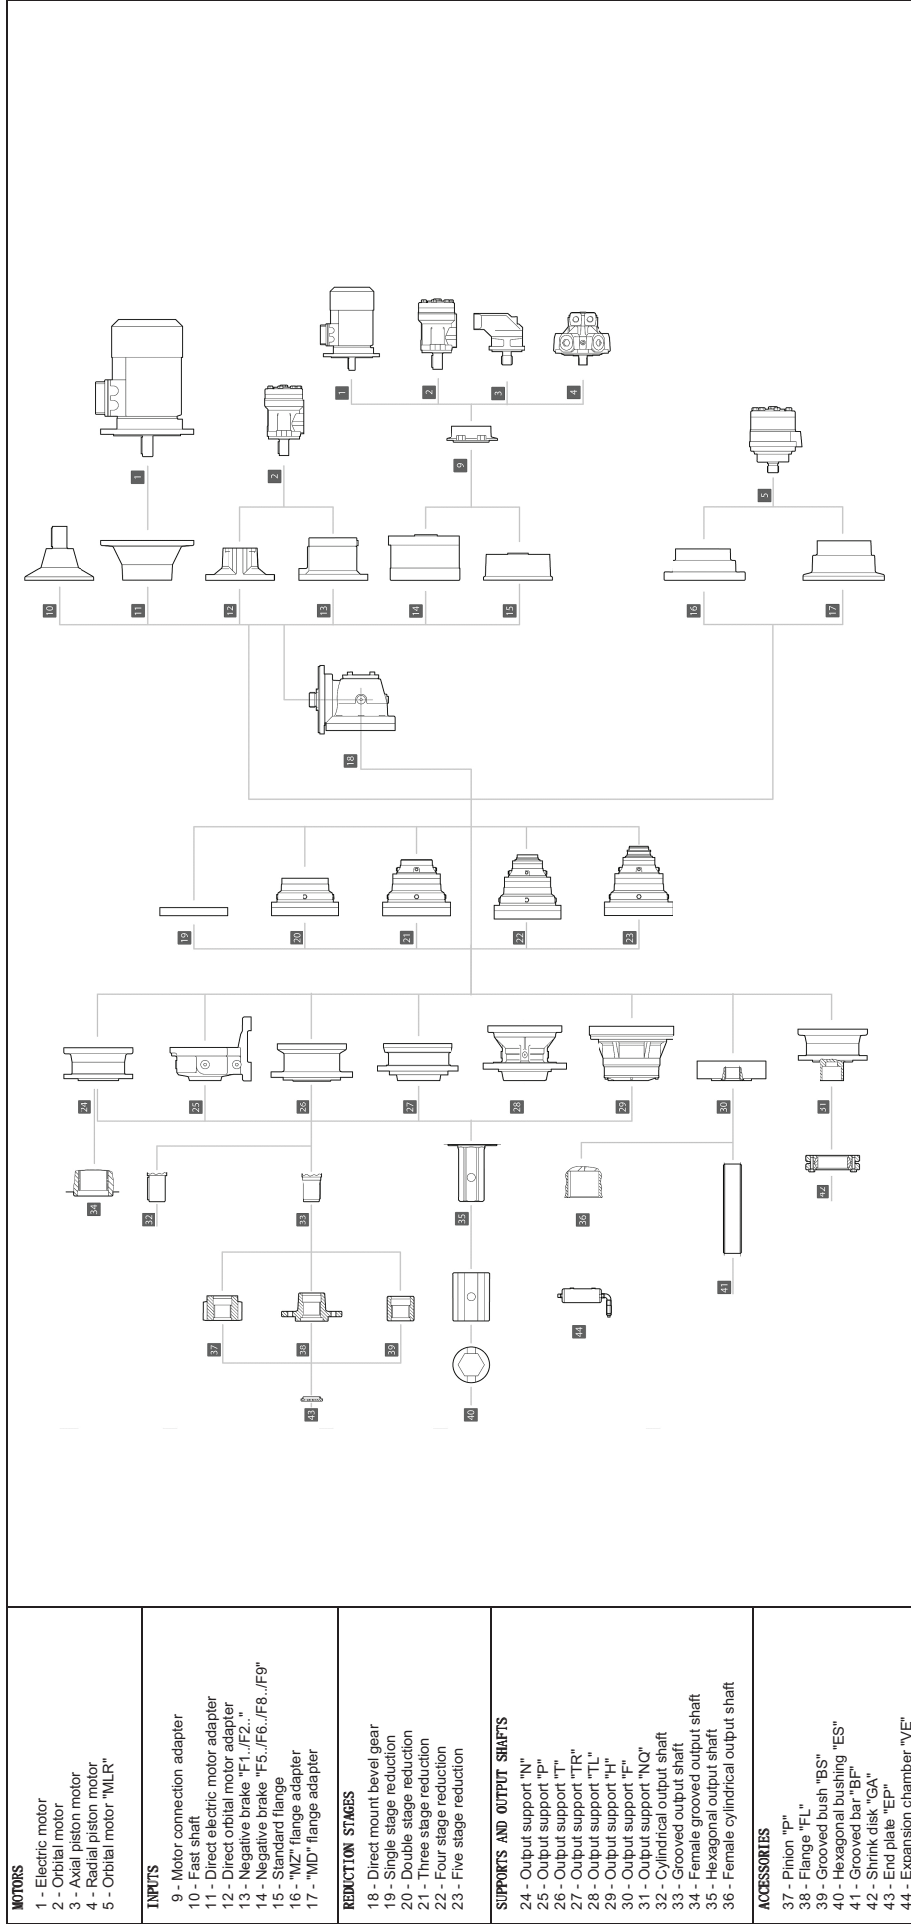 MOTORS
1 - Electric motor
2 - Orbital motor
3 - Axial piston motor
4 - Radial piston motor
5 - Orbital motor "MLR"
INPUTS
9 - Motor connection adapter
10 - Fast shaft
11 - Direct electric motor adapter
12 - Direct orbital motor adapter
13 - Negative brake "F1../F2.."
14 - Negative brake "F5../F6../F8../F9"
15 - Standard flange
16 - "MZ" flange adapter
17 - "MD" flange adapter
REDUCTION STAGES
18 - Direct mount bevel gear
19 - Single stage reduction
20 - Double stage reduction
21 - Three stage reduction
22 - Four stage reduction
23 - Five stage reduction
SUPPORTS AND OUTPUT SHAFTS
24 - Output support "N"
25 - Output support "P"
26 - Output support "T"
27 - Output support "TR"
28 - Output support "TL"
29 - Output support "H"
30 - Output support "F"
31 - Output support "NQ"
32 - Cylindrical output shaft
33 - Grooved output shaft
34 - Female grooved output shaft
35 - Hexagonal output shaft
36 - Female cylindrical output shaft
ACCESSORIES
37 - Pinion "P"
38 - Flange "FL"
39 - Grooved bush "BS"
40 - Hexagonal bushing "ES"
41 - Grooved bar"BF"
42 - Shrink disk "GA"
43 - End plate "EP"
44 - Expansion chamber "VE"
34
32
37
38
39
43
33
35
40
36
44
41
42
24
25
26
27
28
29
30
31
19
20
21
22
23
18
10
11
12
13
14
15
16
17
1
2
9
1
2
3
4
5